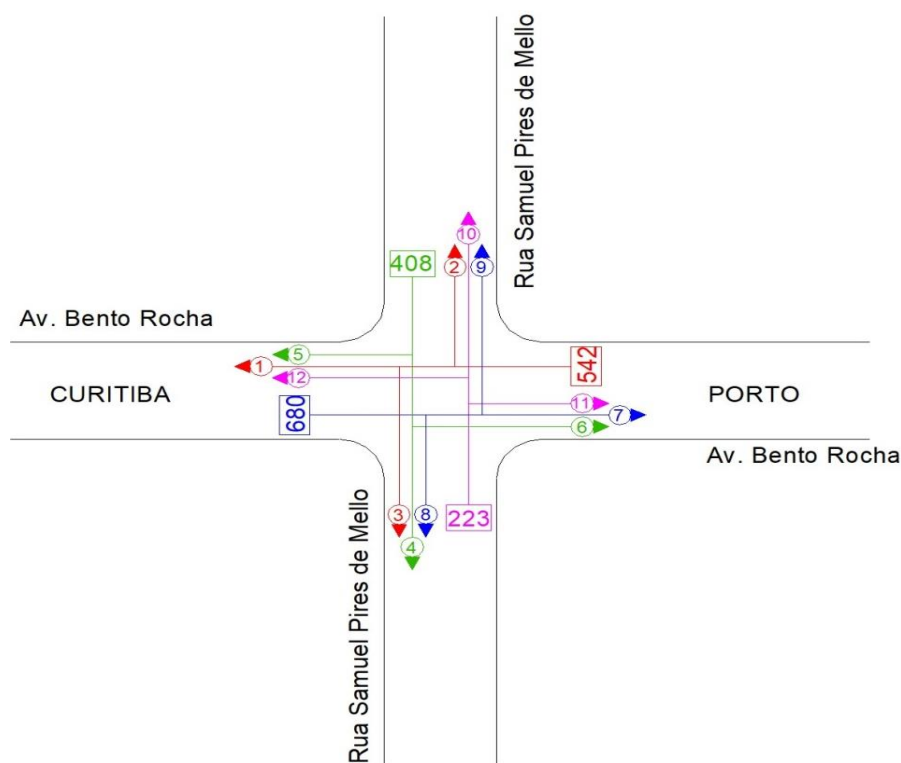 Rua Samuel Pires de Mello
10
408
2
9
Av. Bento Rocha
5
1
12
542
CURITIBA
680
11
7
6
PORTO
Av. Bento Rocha
3
8
223
4
Rua Samuel Pires de Mello